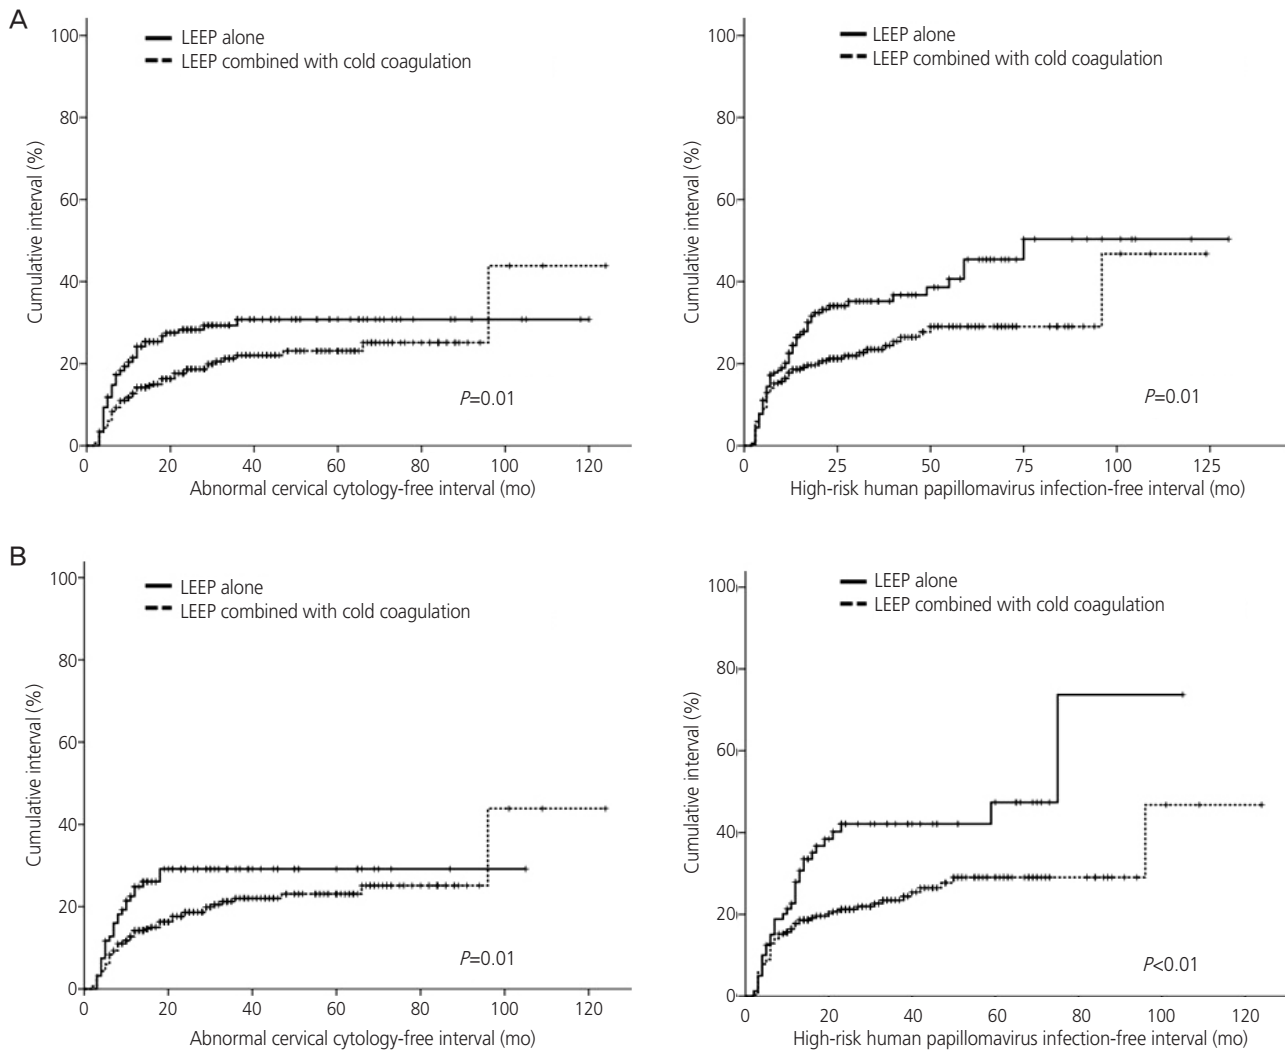 A
LEEP alone
LEEP combined with cold coagulation
Cumulative interval (%)
100
80
60
40
20
0
P=0.01
0 20 40 60 80 100 120
Abnormal cervical cytology-free interval (mo)
LEEP alone
LEEP combined with cold coagulation
Cumulative interval (%)
100
80
60
40
20
0
P=0.01
0 25 50 75 100 125
High-risk human papillomavirus infection-free interval (mo)
B
LEEP alone
LEEP combined with cold coagulation
Cumulative interval (%)
100
80
60
40
20
0
P=0.01
0 20 40 60 80 100 120
Abnormal cervical cytology-free interval (mo)
LEEP alone
LEEP combined with cold coagulation
Cumulative interval (%)
100
80
60
40
20
0
P<0.01
0 20 40 60 80 100 120
High-risk human papillomavirus infection-free interval (mo)